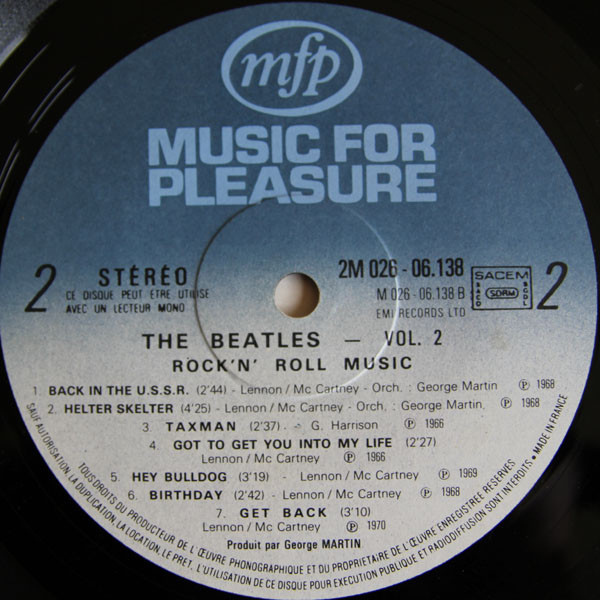 mfp
MUSIC FOR
PLEASURE
2 STÉRÉO
CE DISQUE PEUT ETRE UTILISE
AVEC UN LECTEUR MONO
2M 026 - 06.138
M 026 - 06.138 B
EMI RECORDS LTD
SACEM
SACD
SDRM
SGDL
2
THE BEATLES — VOL. 2
ROCK'N' ROLL MUSIC
1. BACK IN THE U.S.S.R. (2'44) - Lennon / Mc Cartney - Orch. : George Martin ℗ 1968
2. HELTER SKELTER (4'25) - Lennon / Mc Cartney - Orch. : George Martin. ℗ 1968
3. TAXMAN (2'37). - G. Harrison ℗ 1966
4. GOT TO GET YOU INTO MY LIFE (2'27)
Lennon / Mc Cartney ℗ 1966
5. HEY BULLDOG (3'19) - Lennon / Mc Cartney ℗ 1969
6. BIRTHDAY (2'42) - Lennon / Mc Cartney ℗ 1968
7. GET BACK (3'10)
Lennon / Mc Cartney ℗ 1970
Produit par George MARTIN
TOUS DROITS DU PRODUCTEUR DE L'ŒUVRE PHONOGRAPHIQUE ET DU PROPRIETAIRE DE L'ŒUVRE ENREGISTREE RESERVES
SAUF AUTORISATION, LA DUPLICATION, LA LOCATION, LE PRET, L'UTILISATION DE CE DISQUE POUR EXECUTION PUBLIQUE ET RADIODIFFUSION SONT INTERDITS • MADE IN FRANCE